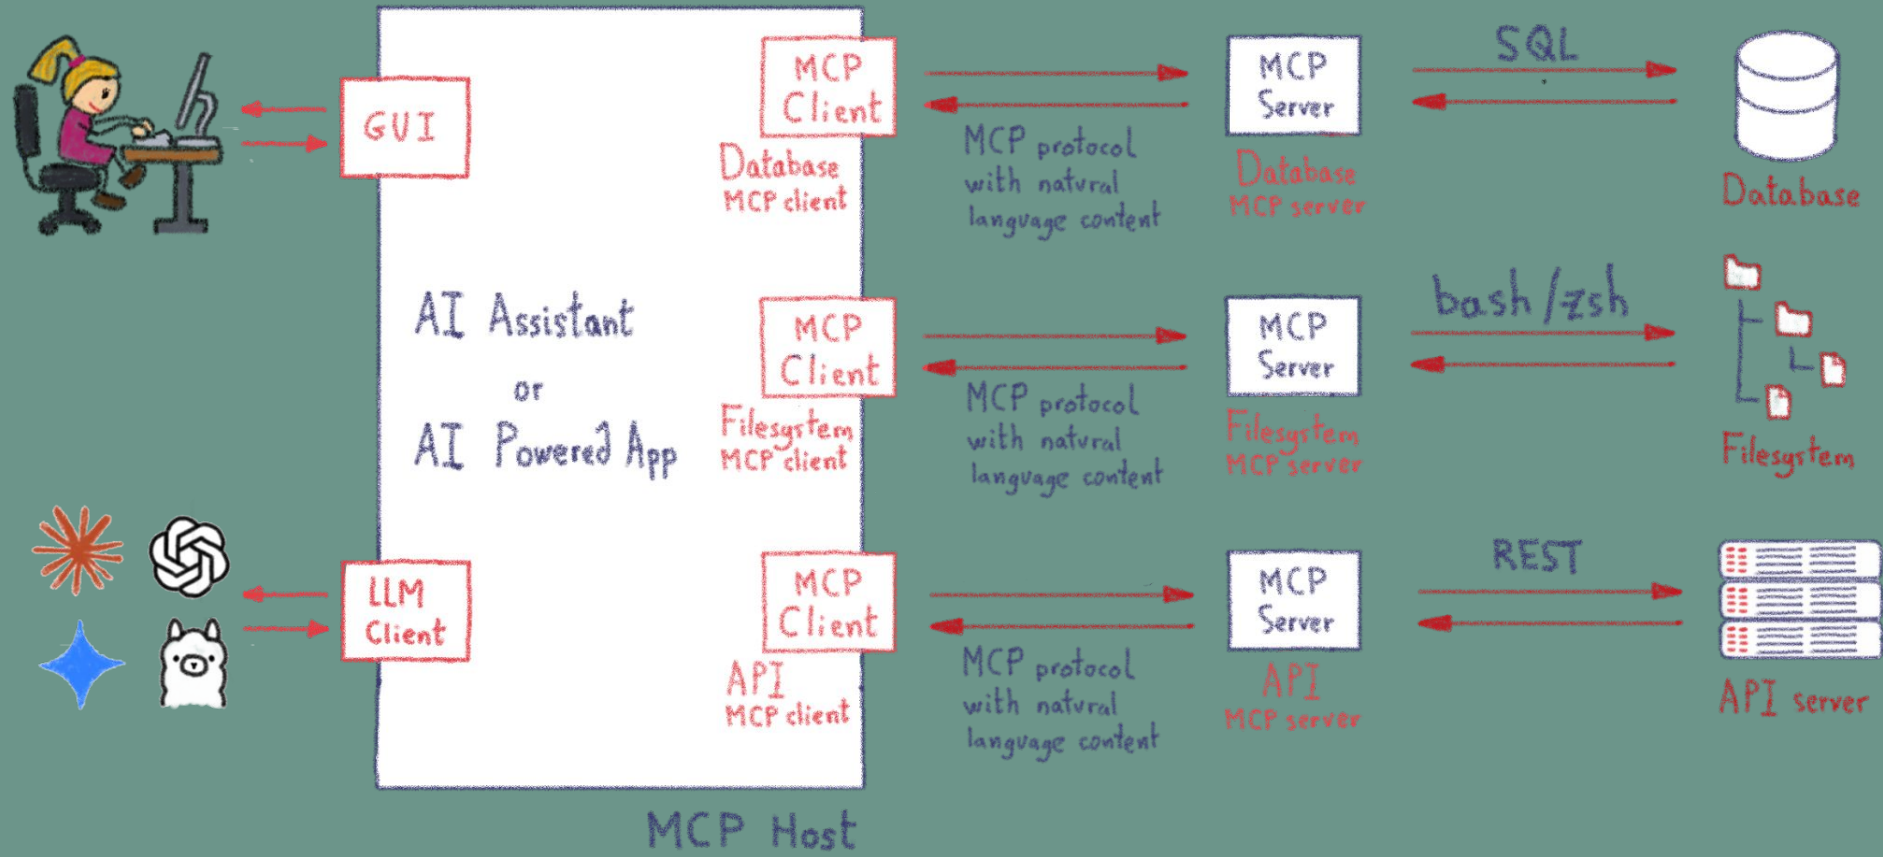 GUI
AI Assistant
or
AI Powered App
LLM
Client
MCP
Client
Database
MCP client
MCP protocol
with natural
language content
MCP
Server
Database
MCP server
SQL
Database
MCP
Client
Filesystem
MCP client
MCP protocol
with natural
language content
MCP
Server
Filesystem
MCP server
bash/zsh
Filesystem
MCP
Client
API
MCP client
MCP protocol
with natural
language content
MCP
Server
API
MCP server
REST
API server
MCP Host